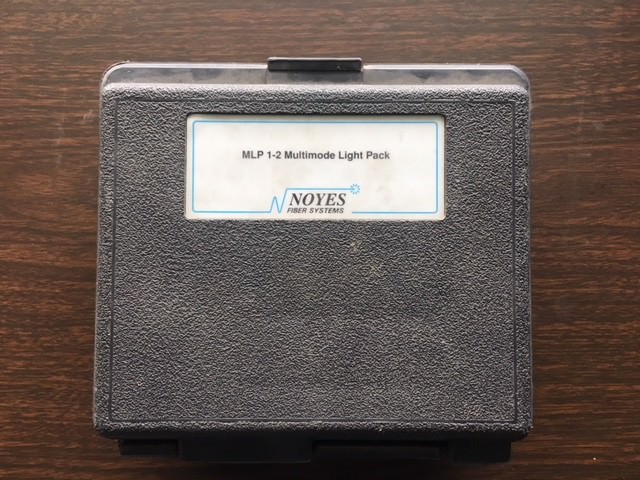 MLP 1-2 Multimode Light Pack
NOYES
FIBER SYSTEMS